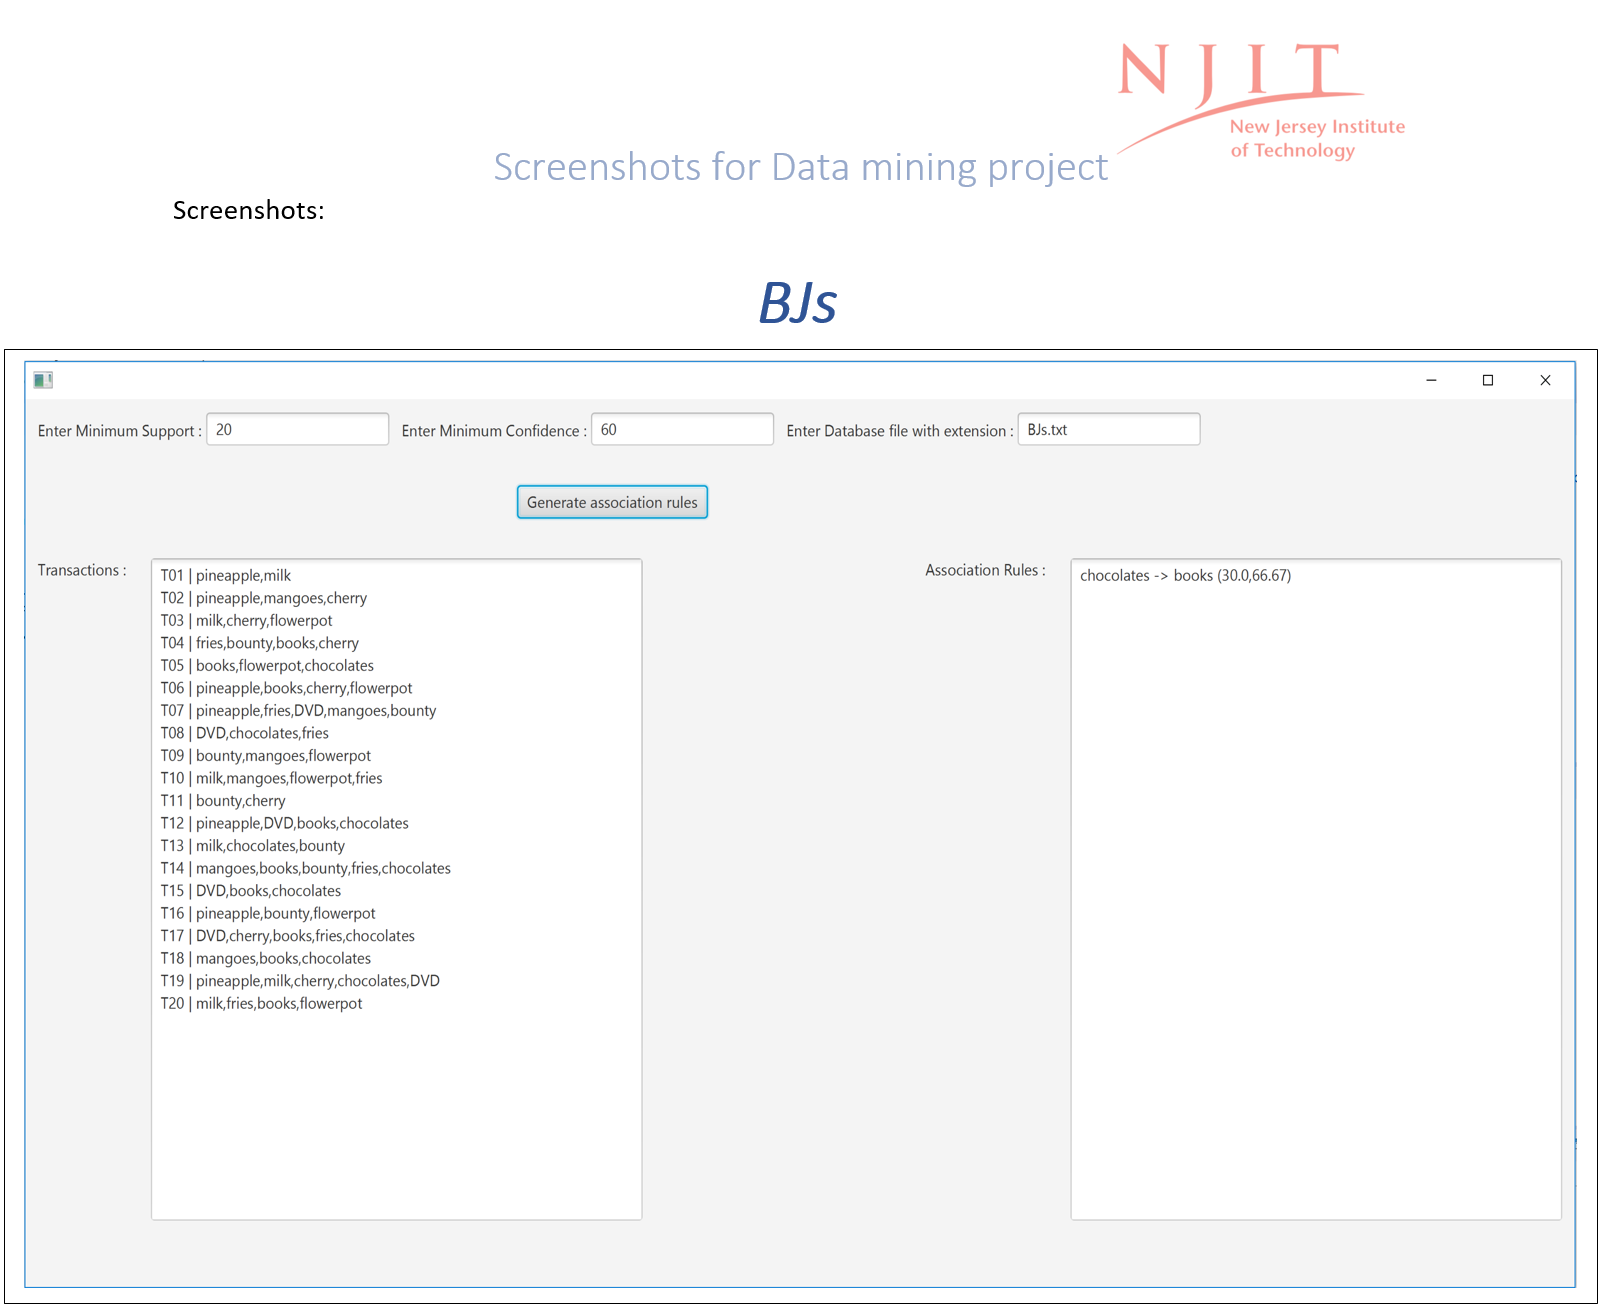 NJIT
New Jersey Institute
of Technology
Screenshots for Data mining project
Screenshots:
BJs
Enter Minimum Support : 20 Enter Minimum Confidence : 60 Enter Database file with extension : BJs.txt
Generate association rules
Transactions :
T01 | pineapple,milk
T02 | pineapple,mangoes,cherry
T03 | milk,cherry,flowerpot
T04 | fries,bounty,books,cherry
T05 | books,flowerpot,chocolates
T06 | pineapple,books,cherry,flowerpot
T07 | pineapple,fries,DVD,mangoes,bounty
T08 | DVD,chocolates,fries
T09 | bounty,mangoes,flowerpot
T10 | milk,mangoes,flowerpot,fries
T11 | bounty,cherry
T12 | pineapple,DVD,books,chocolates
T13 | milk,chocolates,bounty
T14 | mangoes,books,bounty,fries,chocolates
T15 | DVD,books,chocolates
T16 | pineapple,bounty,flowerpot
T17 | DVD,cherry,books,fries,chocolates
T18 | mangoes,books,chocolates
T19 | pineapple,milk,cherry,chocolates,DVD
T20 | milk,fries,books,flowerpot
Association Rules :
chocolates -> books (30.0,66.67)